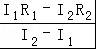 I₁R₁ − I₂R₂
I₂ − I₁